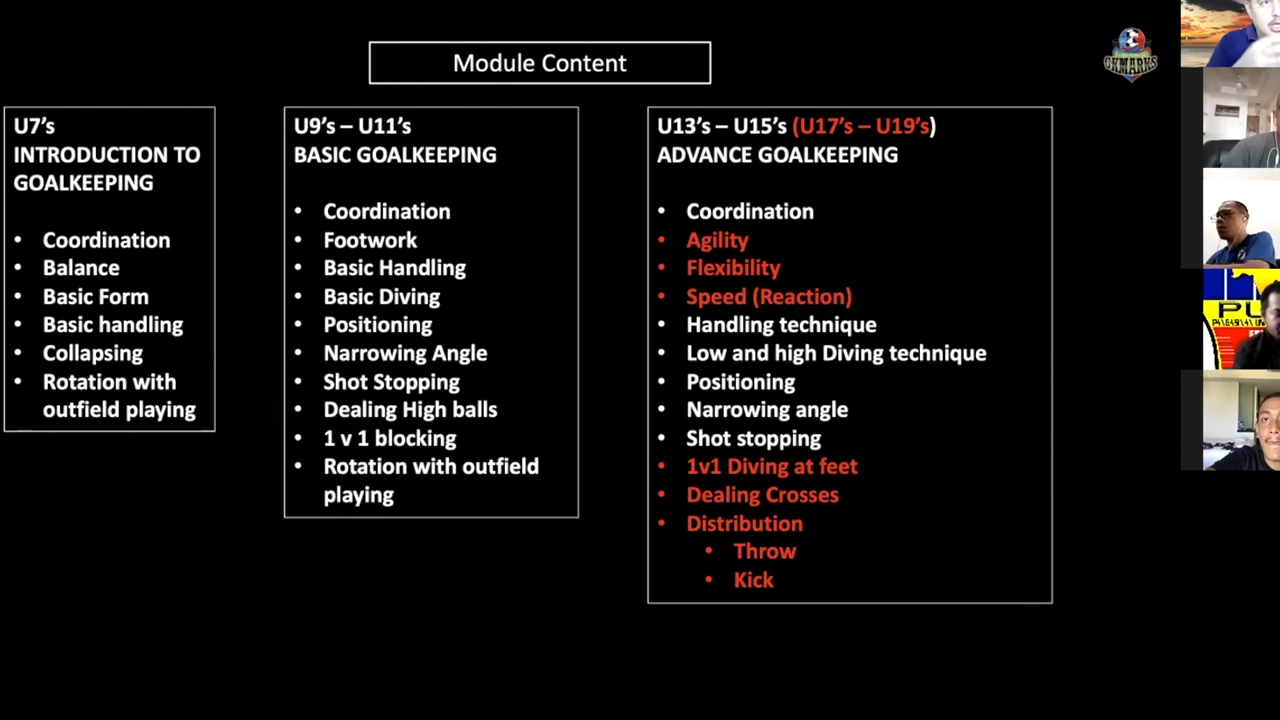 Module Content
GKMARKS
U7’s
INTRODUCTION TO
GOALKEEPING
• Coordination
• Balance
• Basic Form
• Basic handling
• Collapsing
• Rotation with
outfield playing
U9’s – U11’s
BASIC GOALKEEPING
• Coordination
• Footwork
• Basic Handling
• Basic Diving
• Positioning
• Narrowing Angle
• Shot Stopping
• Dealing High balls
• 1 v 1 blocking
• Rotation with outfield
playing
U13’s – U15’s (U17’s – U19’s)
ADVANCE GOALKEEPING
• Coordination
• Agility
• Flexibility
• Speed (Reaction)
• Handling technique
• Low and high Diving technique
• Positioning
• Narrowing angle
• Shot stopping
• 1v1 Diving at feet
• Dealing Crosses
• Distribution
• Throw
• Kick